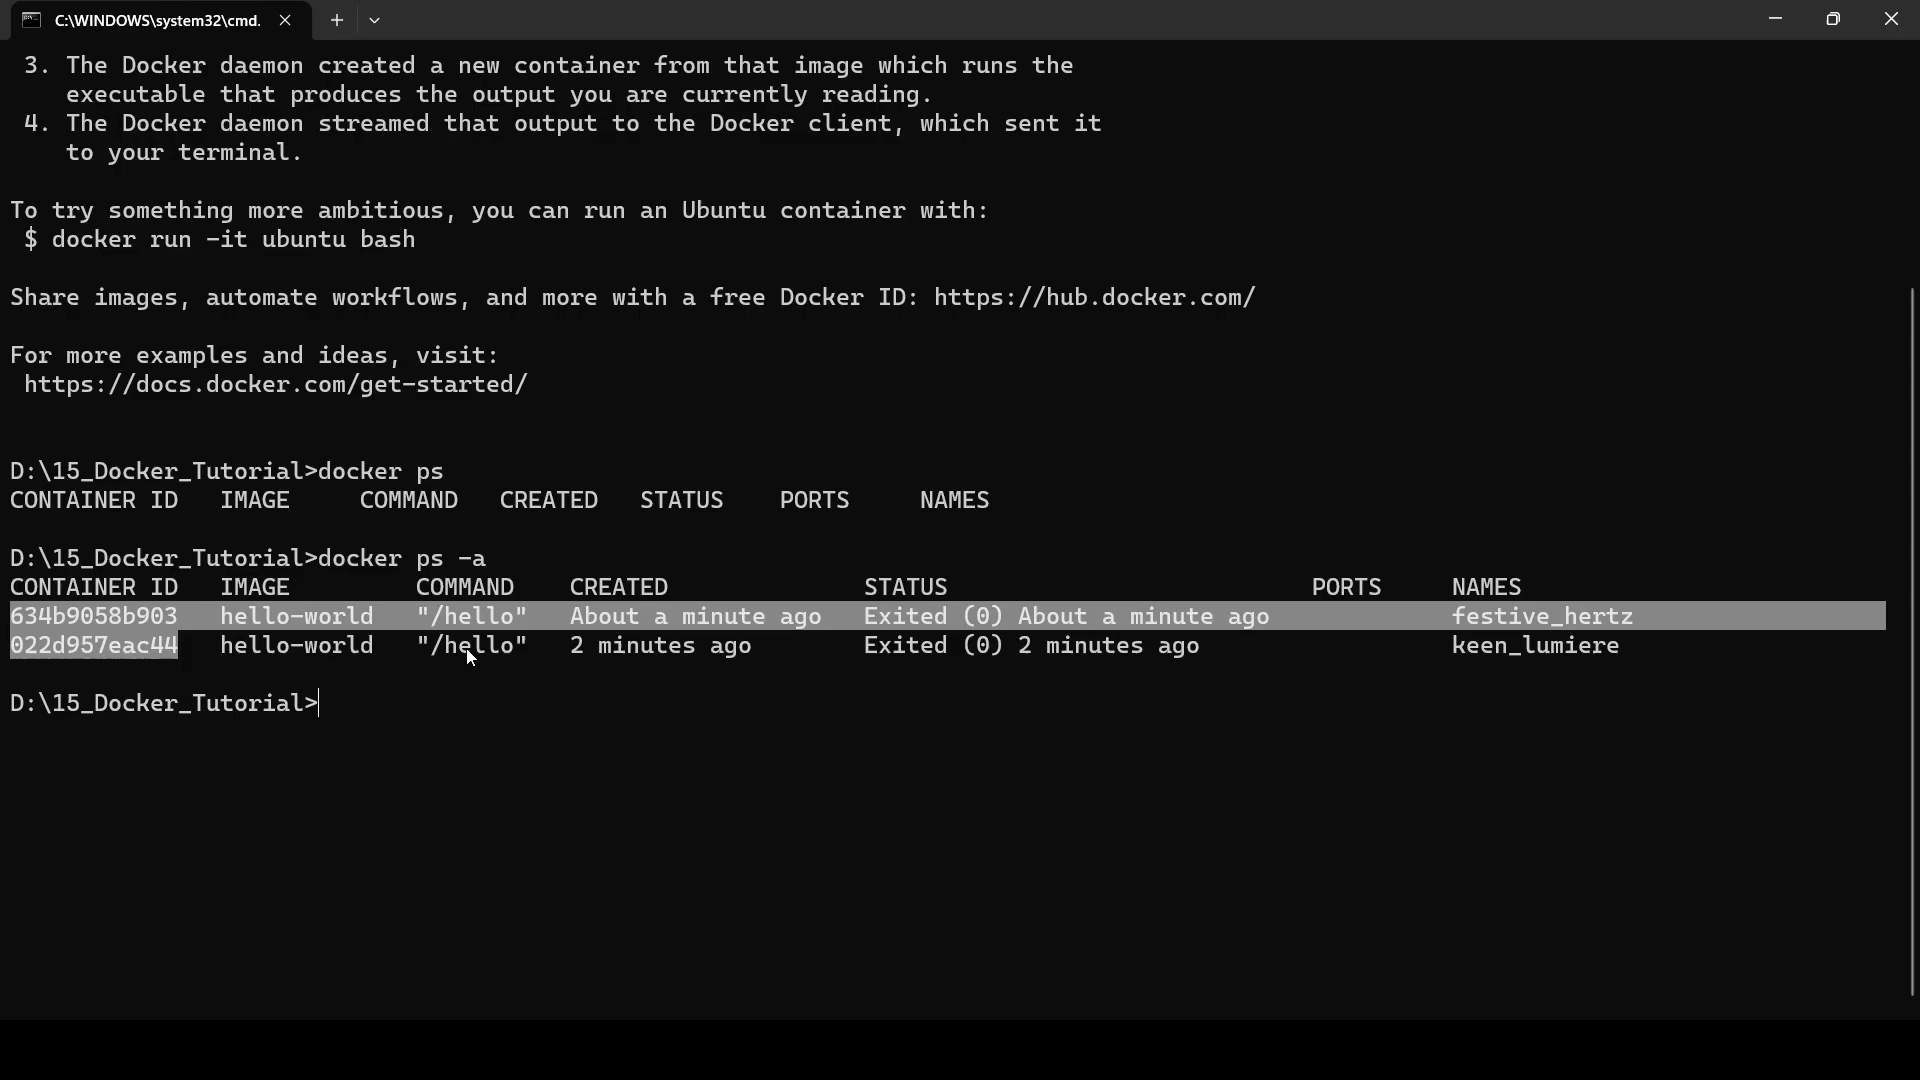 C:\WINDOWS\system32\cmd.
3. The Docker daemon created a new container from that image which runs the
executable that produces the output you are currently reading.
4. The Docker daemon streamed that output to the Docker client, which sent it
to your terminal.
To try something more ambitious, you can run an Ubuntu container with:
$ docker run -it ubuntu bash
Share images, automate workflows, and more with a free Docker ID: https://hub.docker.com/
For more examples and ideas, visit:
https://docs.docker.com/get-started/
D:\15_Docker_Tutorial>docker ps
CONTAINER ID   IMAGE     COMMAND   CREATED   STATUS    PORTS     NAMES
D:\15_Docker_Tutorial>docker ps -a
CONTAINER ID   IMAGE         COMMAND    CREATED              STATUS                          PORTS     NAMES
634b9058b903   hello-world   "/hello"   About a minute ago   Exited (0) About a minute ago             festive_hertz
022d957eac44   hello-world   "/hello"   2 minutes ago        Exited (0) 2 minutes ago                  keen_lumiere
D:\15_Docker_Tutorial>